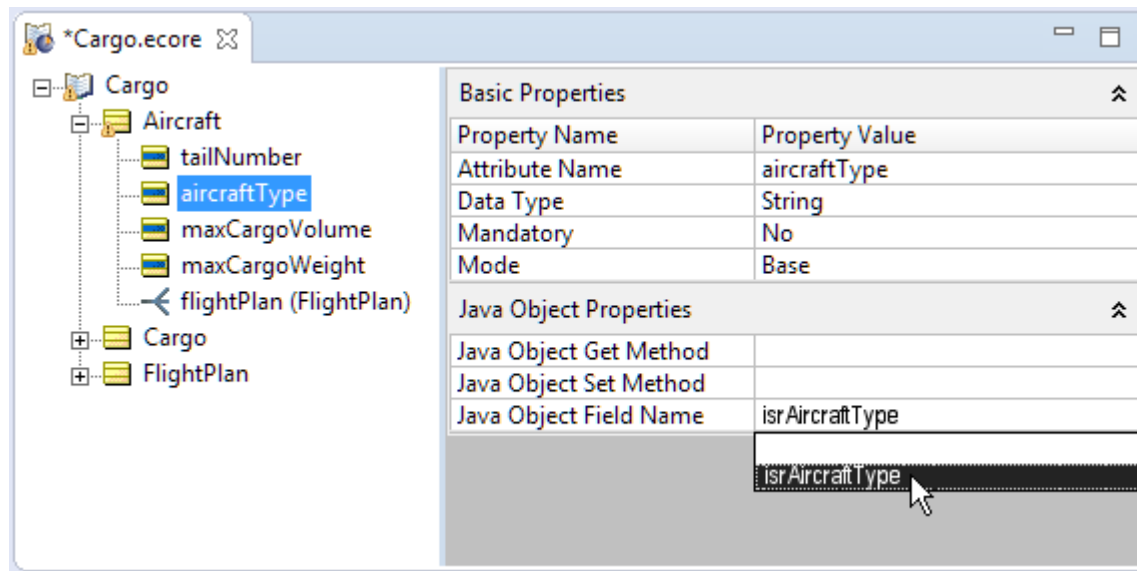 *Cargo.ecore
Cargo
Aircraft
tailNumber
aircraftType
maxCargoVolume
maxCargoWeight
flightPlan (FlightPlan)
Cargo
FlightPlan
Basic Properties
Property Name Property Value
Attribute Name aircraftType
Data Type String
Mandatory No
Mode Base
Java Object Properties
Java Object Get Method
Java Object Set Method
Java Object Field Name isrAircraftType
isrAircraftType